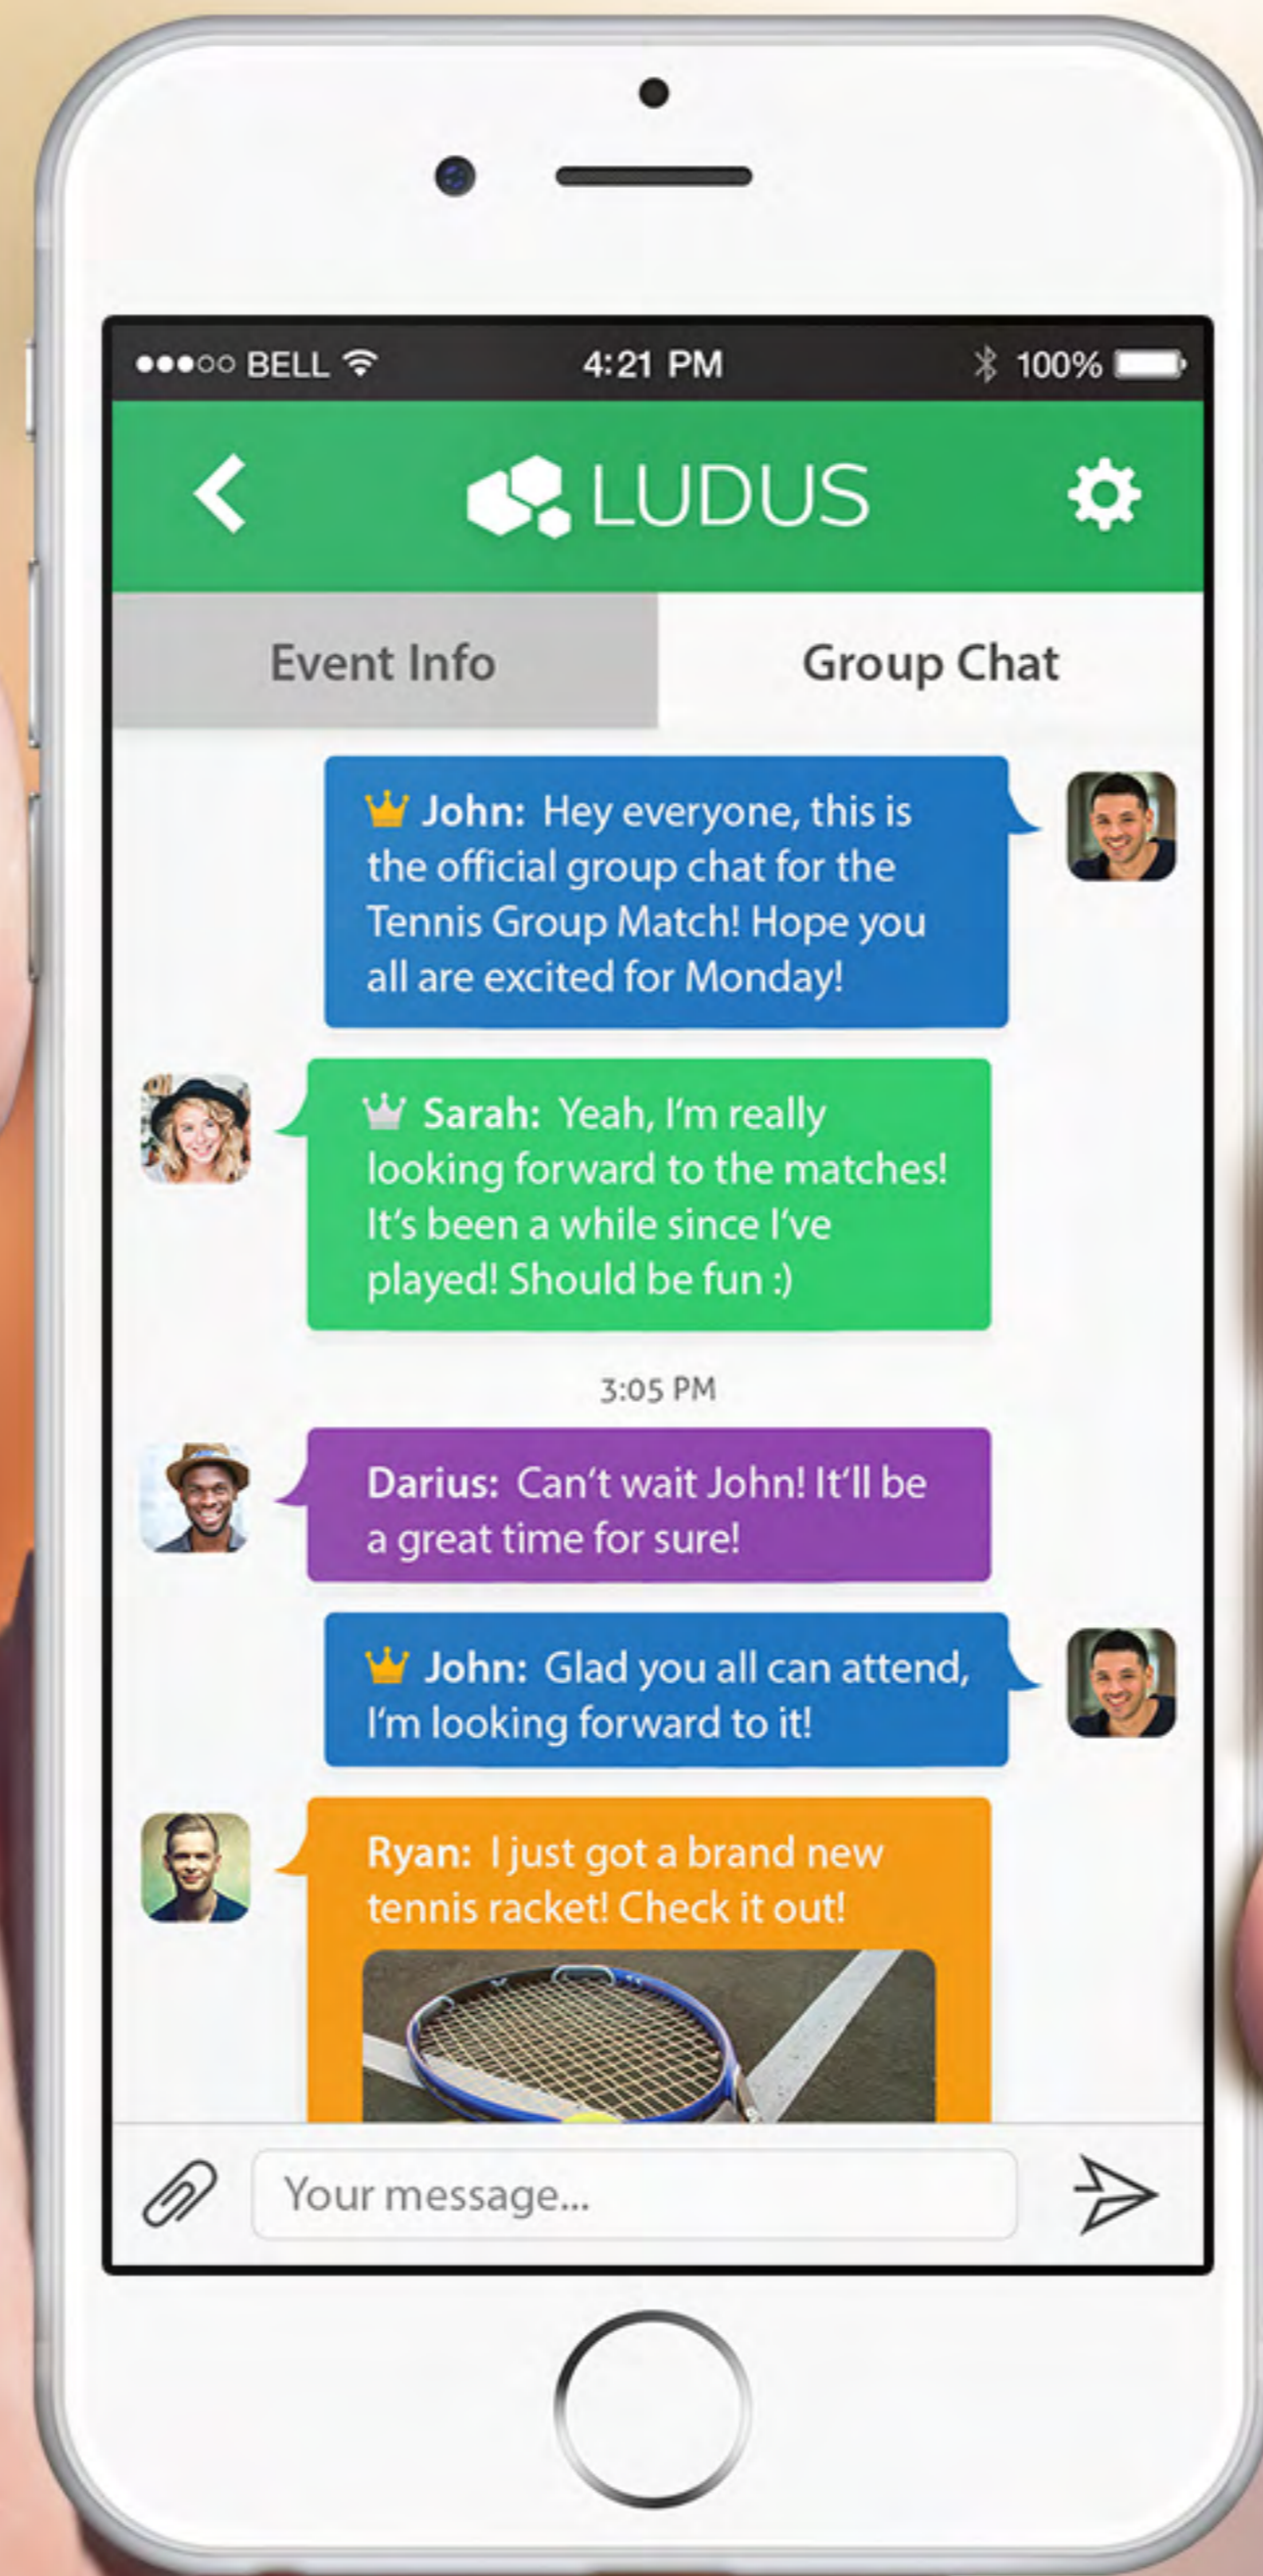 BELL 4:21 PM 100%
LUDUS
Event Info Group Chat
John: Hey everyone, this is
the official group chat for the
Tennis Group Match! Hope you
all are excited for Monday!
Sarah: Yeah, I'm really
looking forward to the matches!
It's been a while since I've
played! Should be fun :)
3:05 PM
Darius: Can't wait John! It'll be
a great time for sure!
John: Glad you all can attend,
I'm looking forward to it!
Ryan: I just got a brand new
tennis racket! Check it out!
Your message...